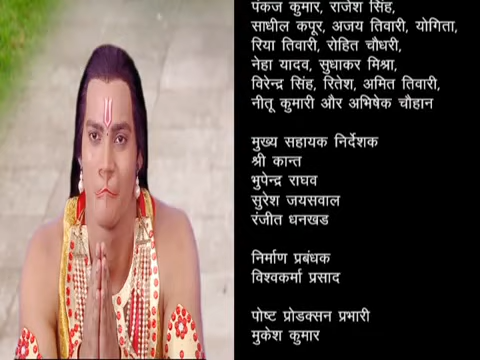 पंकज कुमार, राजेश सिंह,
साधील कपूर, अजय तिवारी, योगिता,
रिया तिवारी, रोहित चौधरी,
नेहा यादव, सुधाकर मिश्रा,
विरेन्द्र सिंह, रितेश, अमित तिवारी,
नीतू कुमारी और अभिषेक चौहान
मुख्य सहायक निर्देशक
श्री कान्त
भुपेन्द्र राघव
सुरेश जयसवाल
रंजीत धनखड
निर्माण प्रबंधक
विश्वकर्मा प्रसाद
पोष्ट प्रोडक्सन प्रभारी
मुकेश कुमार